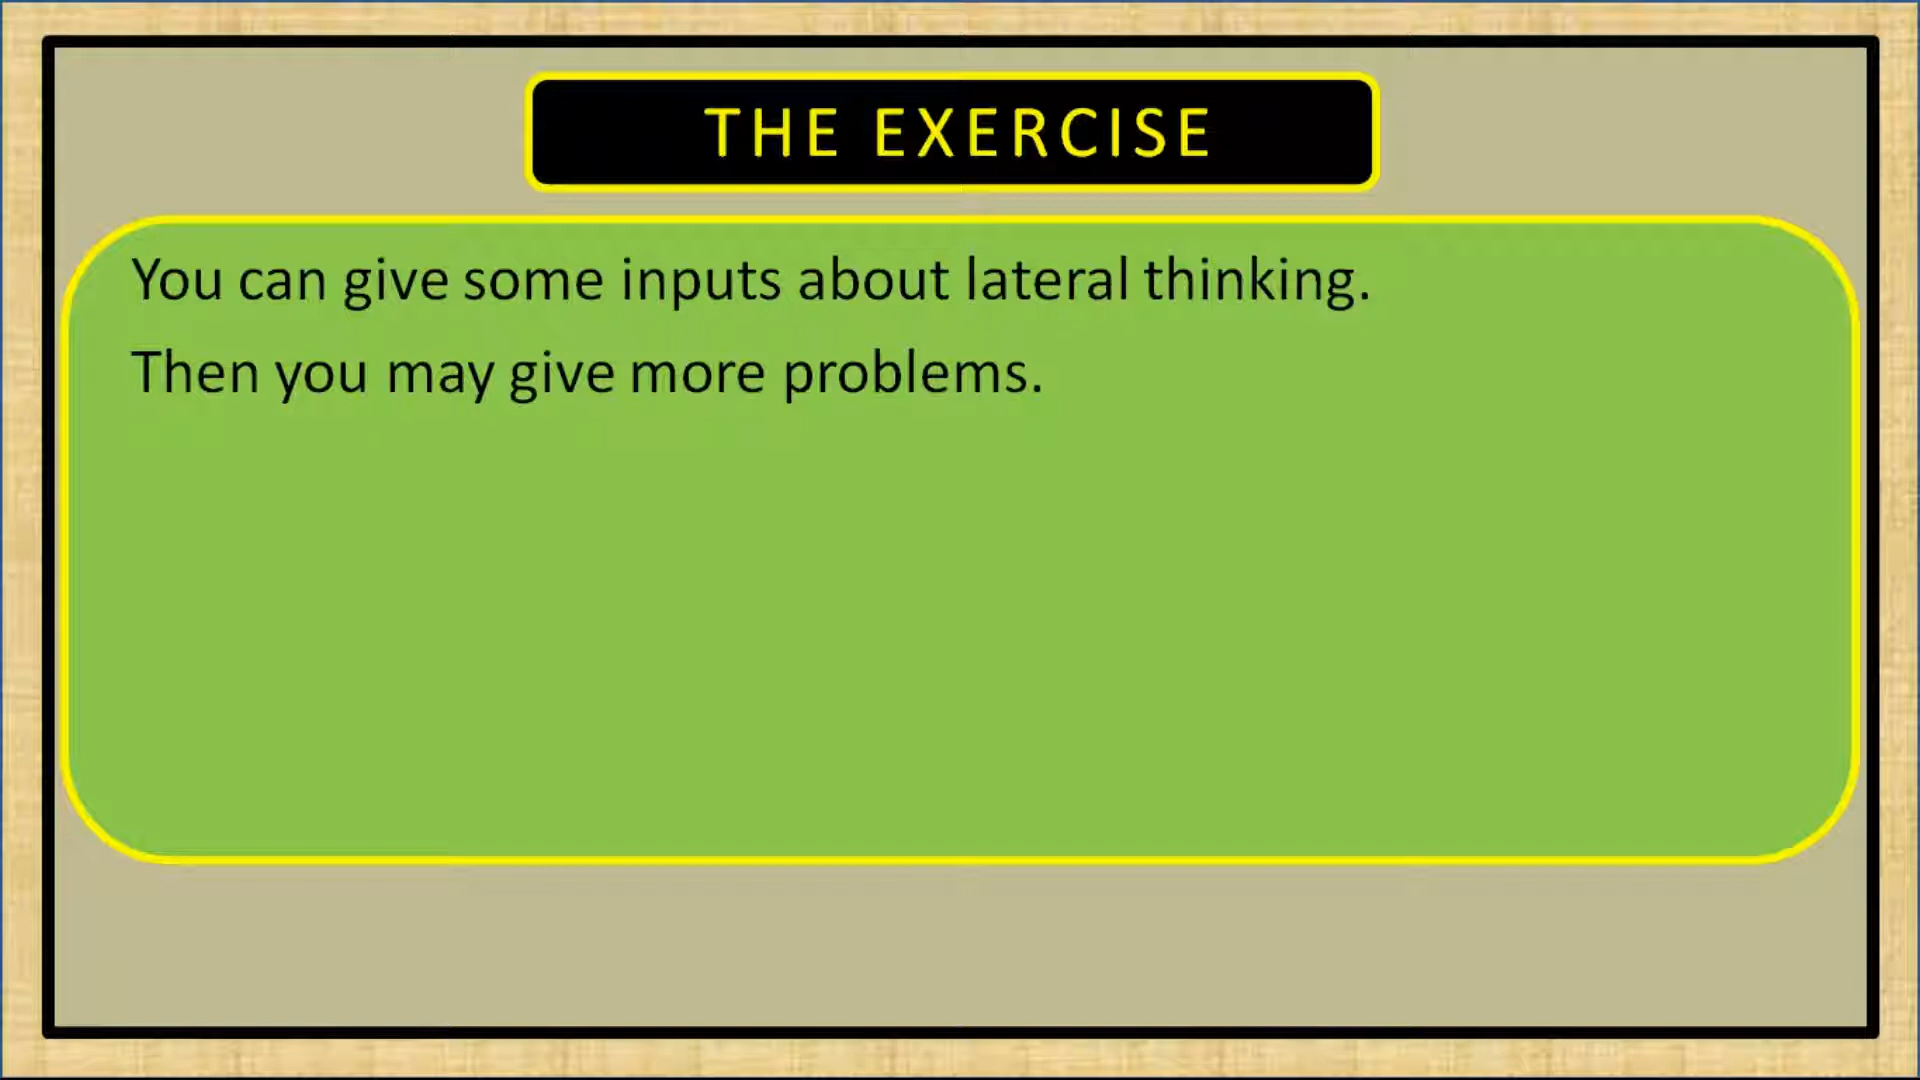 THE EXERCISE
You can give some inputs about lateral thinking.
Then you may give more problems.